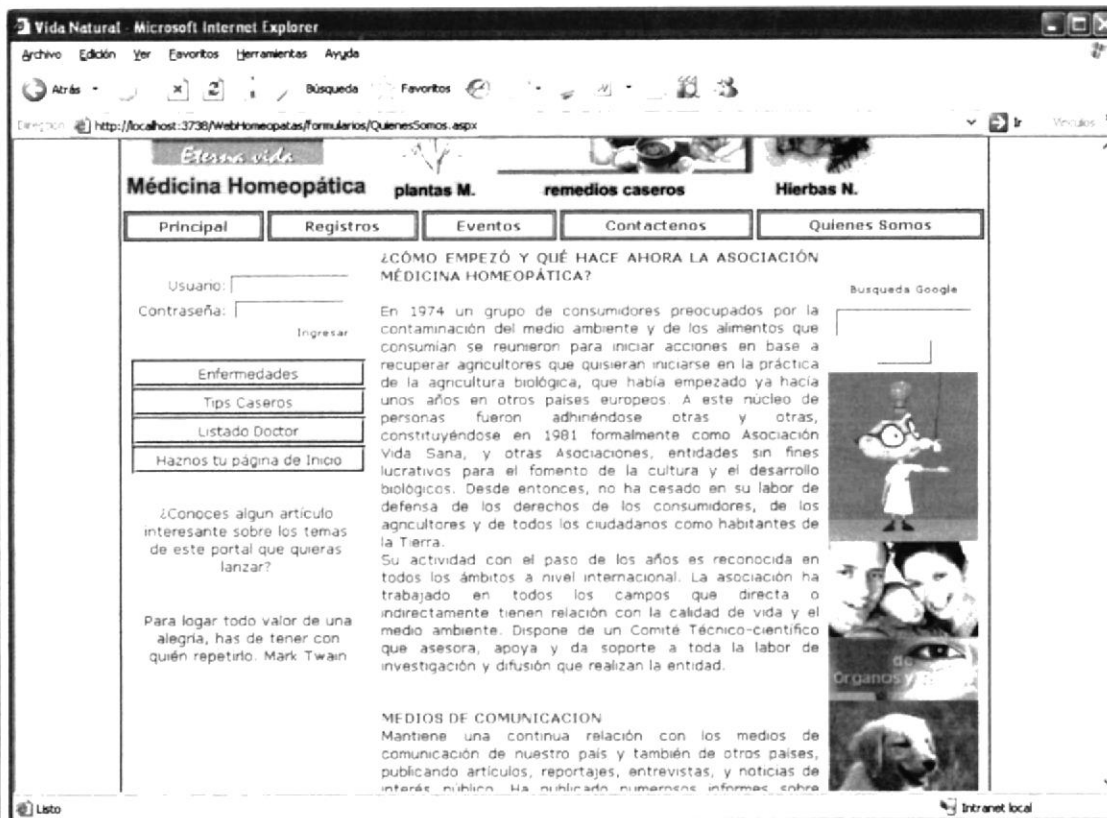 Vida Natural - Microsoft Internet Explorer
Archivo Edición Ver Favoritos Herramientas Ayuda
Atrás Búsqueda Favoritos
http://localhost:3738/WebHomeopatas/formularios/QuienesSomos.aspx Ir Vínculos
Eterna vida
Médicina Homeopática plantas M. remedios caseros Hierbas N.
Principal Registros Eventos Contactenos Quienes Somos
Usuario:
Contraseña:
Ingresar
Enfermedades
Tips Caseros
Listado Doctor
Haznos tu página de Inicio
¿Conoces algun artículo
interesante sobre los temas
de este portal que quieras
lanzar?
Para logar todo valor de una
alegría, has de tener con
quién repetirlo. Mark Twain
¿CÓMO EMPEZÓ Y QUÉ HACE AHORA LA ASOCIACIÓN
MÉDICINA HOMEOPÁTICA?
En 1974 un grupo de consumidores preocupados por la
contaminación del medio ambiente y de los alimentos que
consumían se reunieron para iniciar acciones en base a
recuperar agricultores que quisieran iniciarse en la práctica
de la agricultura biológica, que había empezado ya hacía
unos años en otros países europeos. A este núcleo de
personas fueron adhiriéndose otras y otras,
constituyéndose en 1981 formalmente como Asociación
Vida Sana, y otras Asociaciones, entidades sin fines
lucrativos para el fomento de la cultura y el desarrollo
biológicos. Desde entonces, no ha cesado en su labor de
defensa de los derechos de los consumidores, de los
agricultores y de todos los ciudadanos como habitantes de
la Tierra.
Su actividad con el paso de los años es reconocida en
todos los ámbitos a nivel internacional. La asociación ha
trabajado en todos los campos que directa o
indirectamente tienen relación con la calidad de vida y el
medio ambiente. Dispone de un Comité Técnico-científico
que asesora, apoya y da soporte a toda la labor de
investigación y difusión que realizan la entidad.
MEDIOS DE COMUNICACION
Mantiene una continua relación con los medios de
comunicación de nuestro país y también de otros países,
publicando artículos, reportajes, entrevistas, y noticias de
interés público. Ha publicado numerosos informes sobre
Busqueda Google
de
Organos y
Listo Intranet local